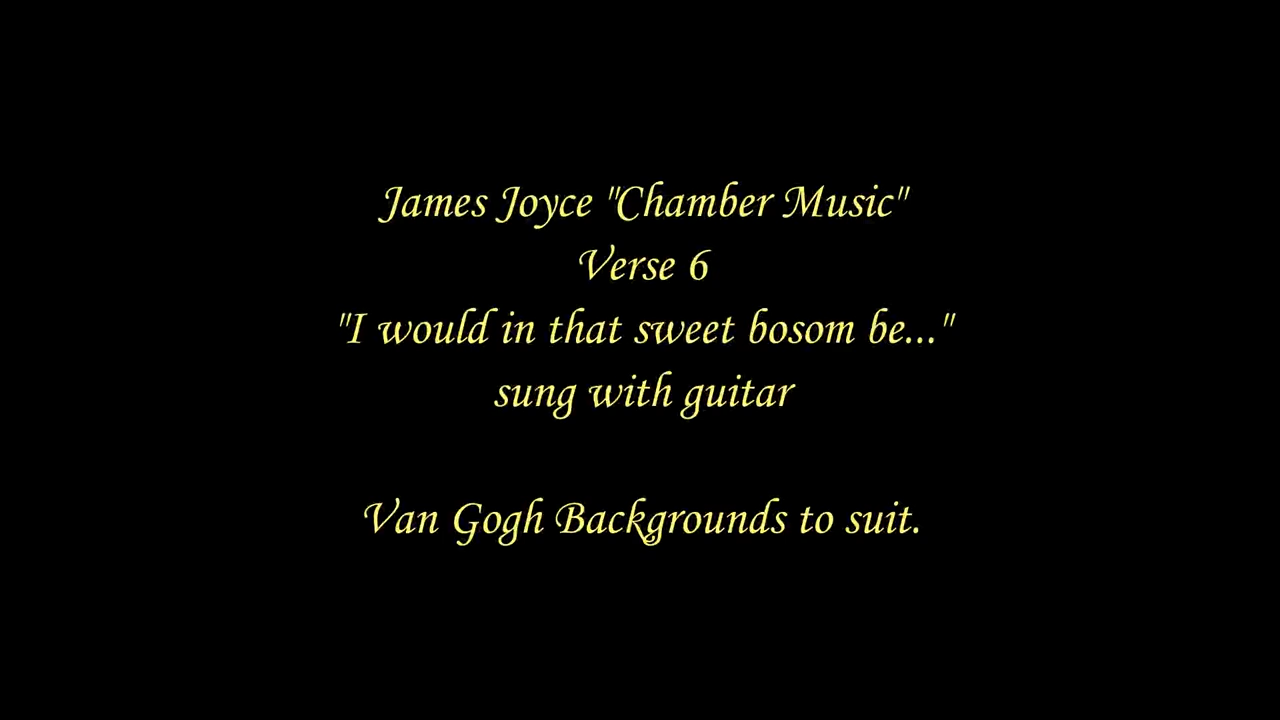 James Joyce "Chamber Music"
Verse 6
"I would in that sweet bosom be..."
sung with guitar
Van Gogh Backgrounds to suit.